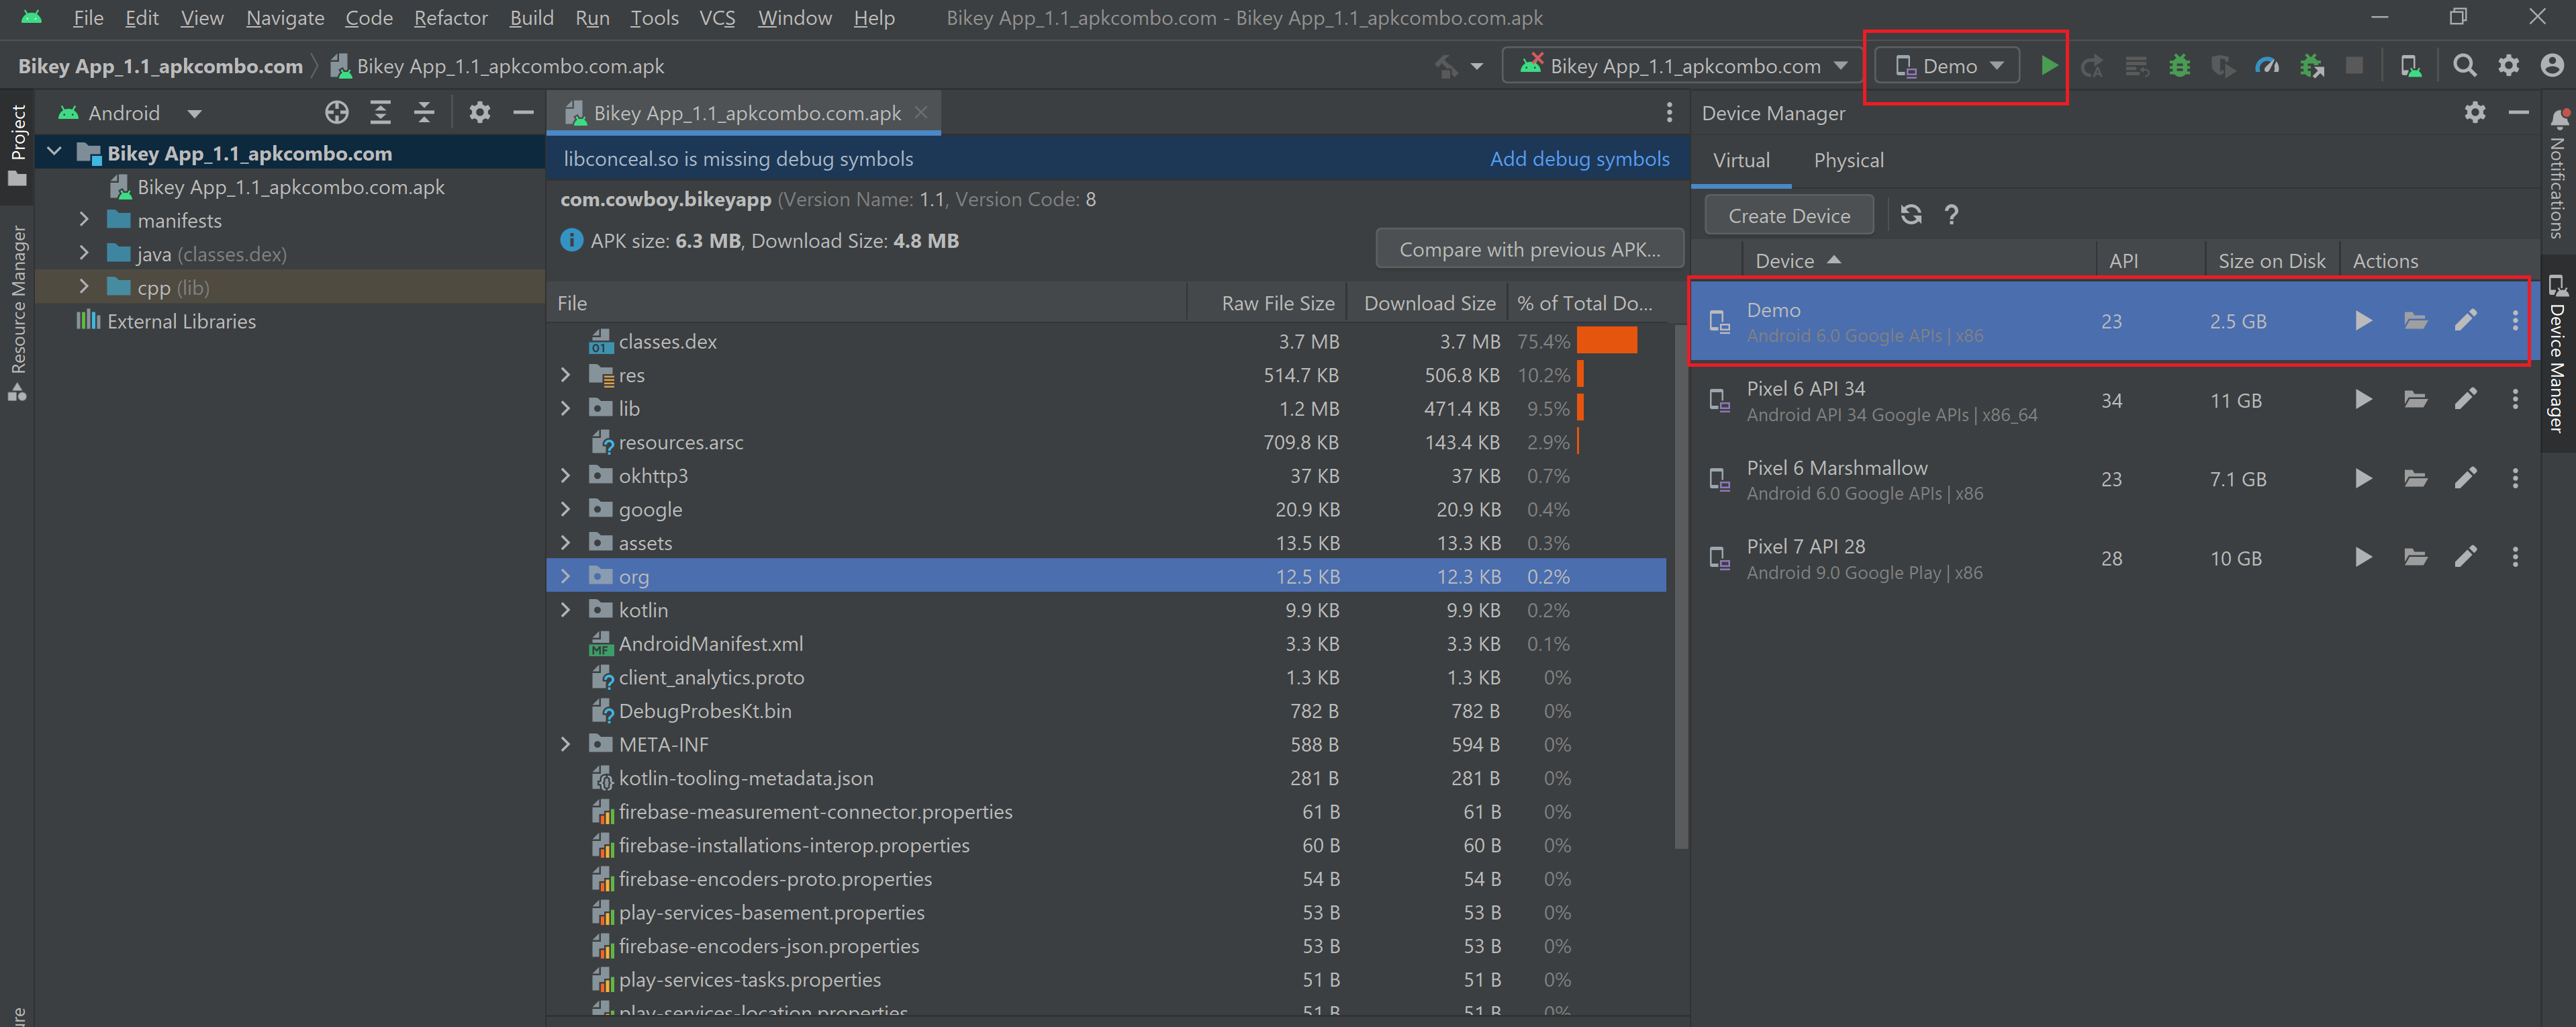 File Edit View Navigate Code Refactor Build Run Tools VCS Window Help Bikey App_1.1_apkcombo.com - Bikey App_1.1_apkcombo.com.apk
Bikey App_1.1_apkcombo.com Bikey App_1.1_apkcombo.com.apk Bikey App_1.1_apkcombo.com Demo
Project
Resource Manager
Android
Bikey App_1.1_apkcombo.com
Bikey App_1.1_apkcombo.com.apk
manifests
java (classes.dex)
cpp (lib)
External Libraries
Bikey App_1.1_apkcombo.com.apk
libconceal.so is missing debug symbols Add debug symbols
com.cowboy.bikeyapp (Version Name: 1.1, Version Code: 8
APK size: 6.3 MB, Download Size: 4.8 MB
Compare with previous APK...
File Raw File Size Download Size % of Total Do...
classes.dex 3.7 MB 3.7 MB 75.4%
res 514.7 KB 506.8 KB 10.2%
lib 1.2 MB 471.4 KB 9.5%
resources.arsc 709.8 KB 143.4 KB 2.9%
okhttp3 37 KB 37 KB 0.7%
google 20.9 KB 20.9 KB 0.4%
assets 13.5 KB 13.3 KB 0.3%
org 12.5 KB 12.3 KB 0.2%
kotlin 9.9 KB 9.9 KB 0.2%
AndroidManifest.xml 3.3 KB 3.3 KB 0.1%
client_analytics.proto 1.3 KB 1.3 KB 0%
DebugProbesKt.bin 782 B 782 B 0%
META-INF 588 B 594 B 0%
kotlin-tooling-metadata.json 281 B 281 B 0%
firebase-measurement-connector.properties 61 B 61 B 0%
firebase-installations-interop.properties 60 B 60 B 0%
firebase-encoders-proto.properties 54 B 54 B 0%
play-services-basement.properties 53 B 53 B 0%
firebase-encoders-json.properties 53 B 53 B 0%
play-services-tasks.properties 51 B 51 B 0%
play-services-location.properties 51 B 51 B 0%
Device Manager
Virtual Physical
Create Device ?
Device API Size on Disk Actions
Demo
Android 6.0 Google APIs | x86 23 2.5 GB
Pixel 6 API 34
Android API 34 Google APIs | x86_64 34 11 GB
Pixel 6 Marshmallow
Android 6.0 Google APIs | x86 23 7.1 GB
Pixel 7 API 28
Android 9.0 Google Play | x86 28 10 GB
Notifications
Device Manager